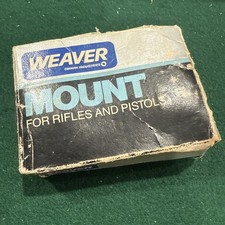 WEAVER
MOUNT
FOR RIFLES AND PISTOLS